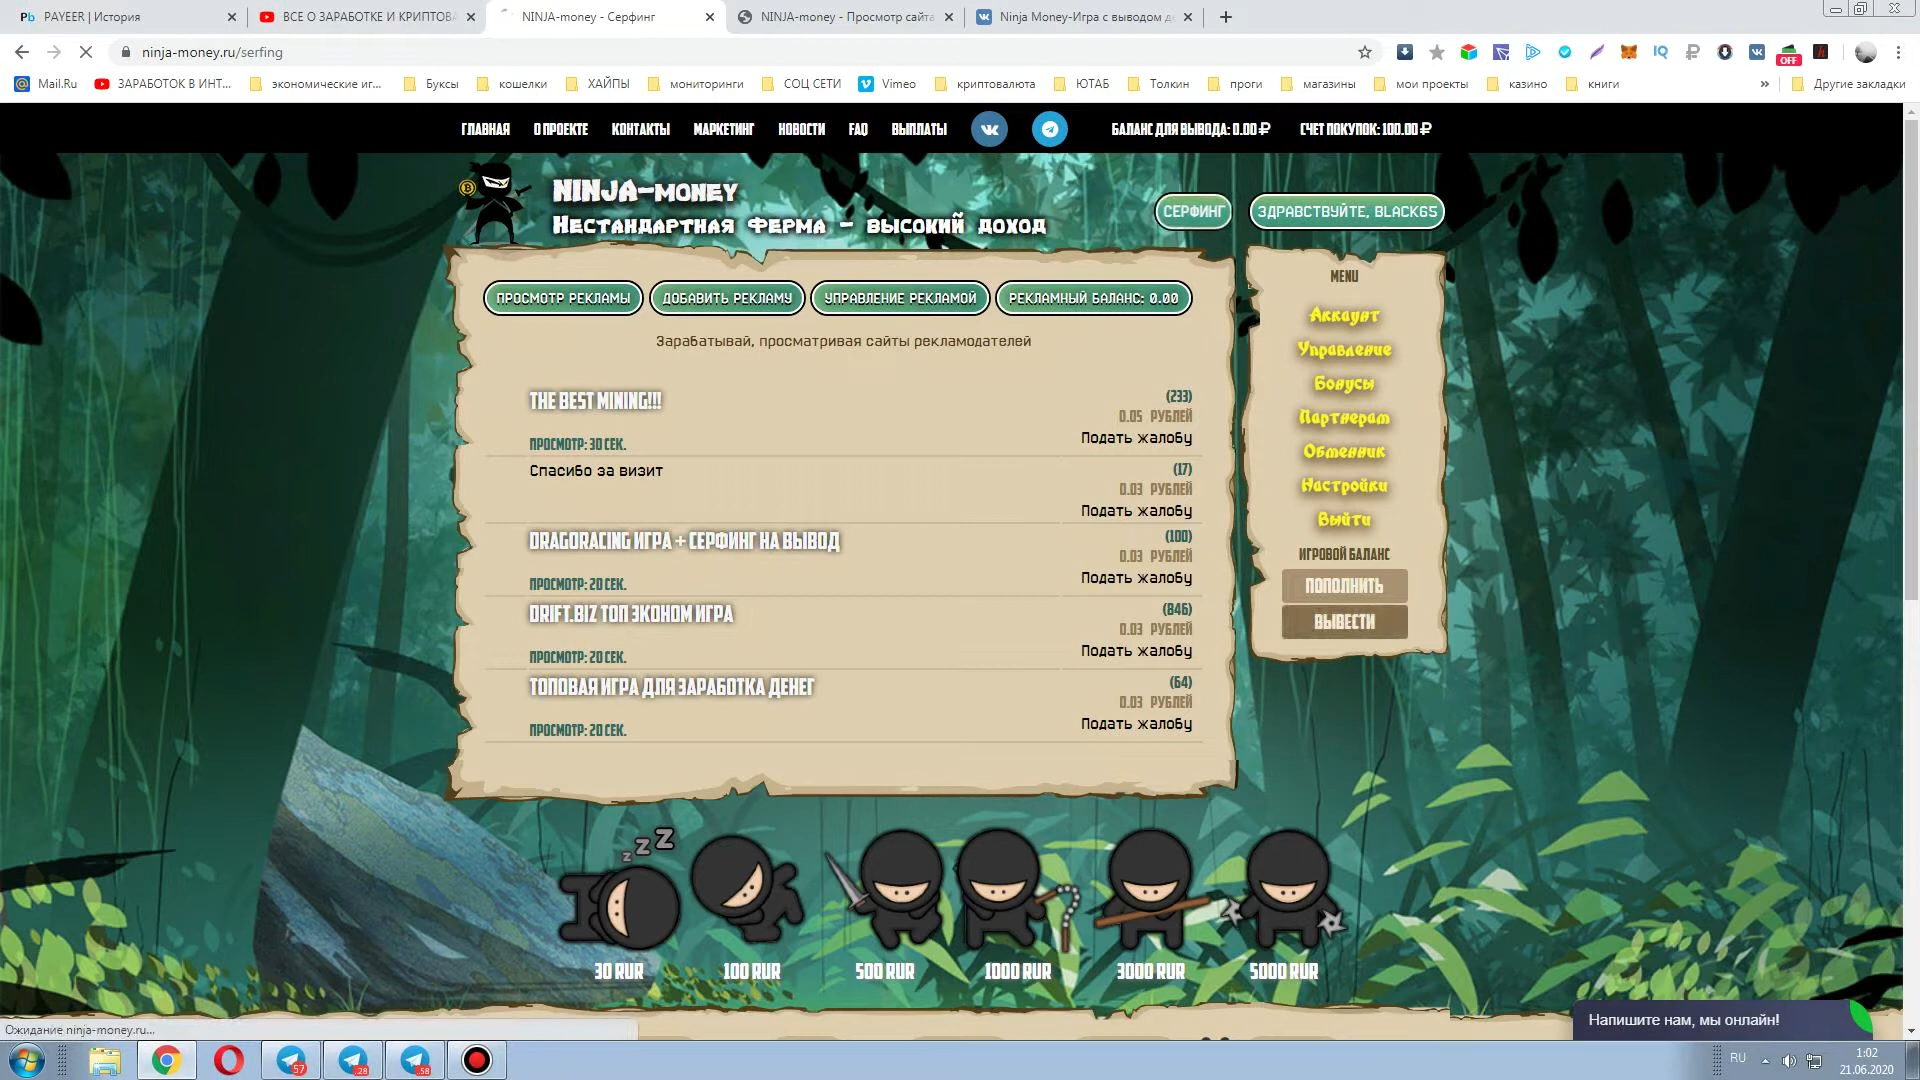 PAYEER | История
ВСЕ О ЗАРАБОТКЕ И КРИПТОВА
NINJA-money - Серфинг
NINJA-money - Просмотр сайта
Ninja Money-Игра с выводом д
ninja-money.ru/serfing
OFF
Mail.Ru
ЗАРАБОТОК В ИНТ...
экономические иг...
Буксы
кошелки
ХАЙПЫ
мониторинги
СОЦ СЕТИ
Vimeo
криптовалюта
ЮТАБ
Толкин
проги
магазины
мои проекты
казино
книги
Другие закладки
ГЛАВНАЯ
О ПРОЕКТЕ
КОНТАКТЫ
МАРКЕТИНГ
НОВОСТИ
FAQ
ВЫПЛАТЫ
БАЛАНС ДЛЯ ВЫВОДА: 0.00 ₽
СЧЕТ ПОКУПОК: 100.00 ₽
NINJA-MONEY
НЕСТАНДАРТНАЯ ФЕРМА - ВЫСОКИЙ ДОХОД
СЕРФИНГ
ЗДРАВСТВУЙТЕ, BLACK65
ПРОСМОТР РЕКЛАМЫ
ДОБАВИТЬ РЕКЛАМУ
УПРАВЛЕНИЕ РЕКЛАМОЙ
РЕКЛАМНЫЙ БАЛАНС: 0.00
Зарабатывай, просматривая сайты рекламодателей
THE BEST MINING!!!
(233)
0.05 РУБЛЕЙ
Подать жалобу
ПРОСМОТР: 30 СЕК.
Спасибо за визит
(17)
0.03 РУБЛЕЙ
Подать жалобу
DRAGORACING ИГРА + СЕРФИНГ НА ВЫВОД
(100)
0.03 РУБЛЕЙ
Подать жалобу
ПРОСМОТР: 20 СЕК.
DRIFT.BIZ ТОП ЭКОНОМ ИГРА
(846)
0.03 РУБЛЕЙ
Подать жалобу
ПРОСМОТР: 20 СЕК.
ТОПОВАЯ ИГРА ДЛЯ ЗАРАБОТКА ДЕНЕГ
(64)
0.03 РУБЛЕЙ
Подать жалобу
ПРОСМОТР: 20 СЕК.
MENU
Аккаунт
Управление
Бонусы
Партнерам
Обменник
Настройки
Выйти
ИГРОВОЙ БАЛАНС
ПОПОЛНИТЬ
ВЫВЕСТИ
z z z
30 RUR
100 RUR
500 RUR
1000 RUR
3000 RUR
5000 RUR
Напишите нам, мы онлайн!
Ожидание ninja-money.ru...
57
28
58
RU
1:02
21.06.2020